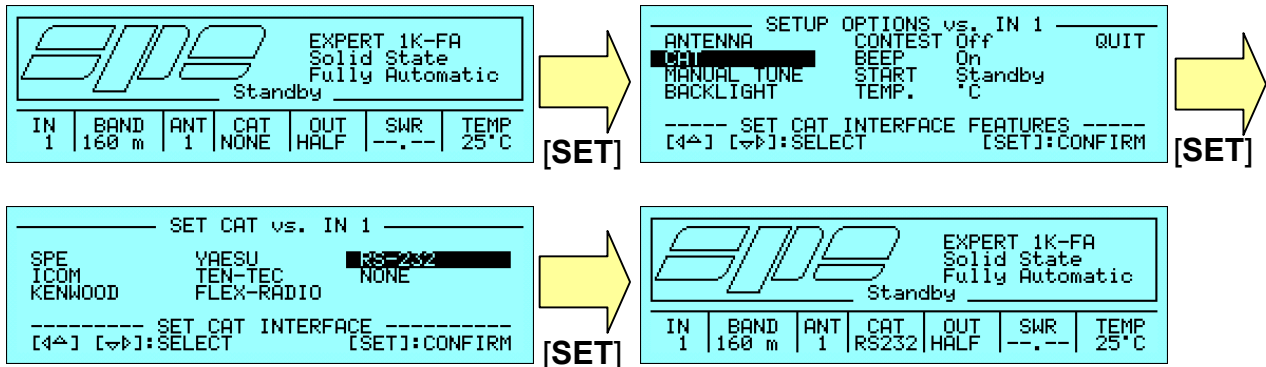 spe
EXPERT 1K-FA
Solid State
Fully Automatic
Standby
IN BAND ANT CAT OUT SWR TEMP
1 160 m 1 NONE HALF --.-- 25°C
[SET]
SETUP OPTIONS vs. IN 1
ANTENNA CONTEST Off QUIT
CAT BEEP On
MANUAL TUNE START Standby
BACKLIGHT TEMP. °C
----- SET CAT INTERFACE FEATURES -----
[◁△] [▽▷]:SELECT [SET]:CONFIRM
[SET]
SET CAT vs. IN 1
SPE YAESU RS-232
ICOM TEN-TEC NONE
KENWOOD FLEX-RADIO
--------- SET CAT INTERFACE ----------
[◁△] [▽▷]:SELECT [SET]:CONFIRM
[SET]
spe
EXPERT 1K-FA
Solid State
Fully Automatic
Standby
IN BAND ANT CAT OUT SWR TEMP
1 160 m 1 RS232 HALF --.-- 25°C